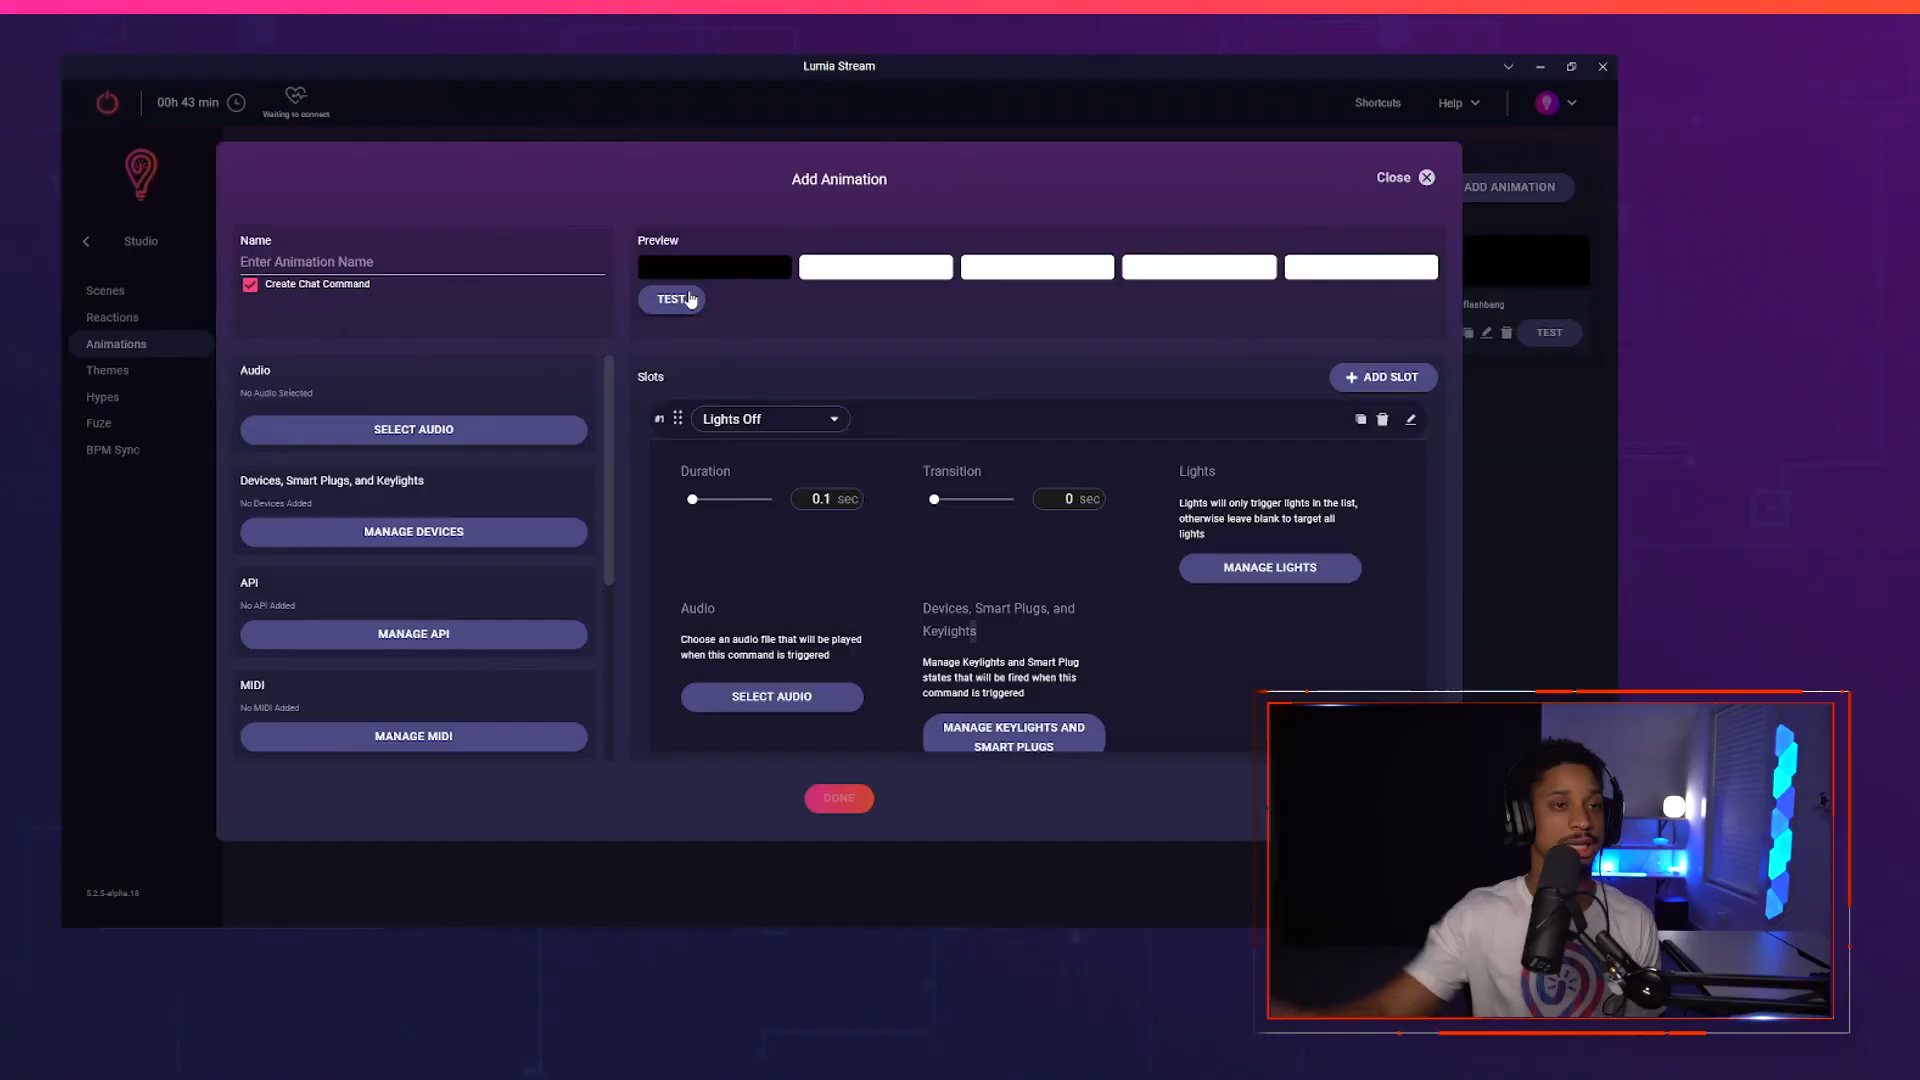 Lumia Stream
00h 43 min
Waiting to connect
Shortcuts
Help
Studio
Scenes
Reactions
Animations
Themes
Hypes
Fuze
BPM Sync
5.2.5-alpha.18
Add Animation
Close
Name
Enter Animation Name
Create Chat Command
Preview
TEST
Audio
No Audio Selected
SELECT AUDIO
Devices, Smart Plugs, and Keylights
No Devices Added
MANAGE DEVICES
API
No API Added
MANAGE API
MIDI
No MIDI Added
MANAGE MIDI
Slots
+ ADD SLOT
#1
Lights Off
Duration
0.1 sec
Transition
0 sec
Lights
Lights will only trigger lights in the list,
otherwise leave blank to target all
lights
MANAGE LIGHTS
Audio
Choose an audio file that will be played
when this command is triggered
SELECT AUDIO
Devices, Smart Plugs, and
Keylights
Manage Keylights and Smart Plug
states that will be fired when this
command is triggered
MANAGE KEYLIGHTS AND
SMART PLUGS
DONE
ADD ANIMATION
flashbang
TEST